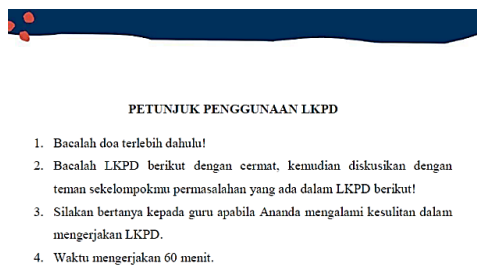 PETUNJUK PENGGUNAAN LKPD
1. Bacalah doa terlebih dahulu!
2. Bacalah LKPD berikut dengan cermat, kemudian diskusikan dengan
teman sekelompokmu permasalahan yang ada dalam LKPD berikut!
3. Silakan bertanya kepada guru apabila Ananda mengalami kesulitan dalam
mengerjakan LKPD.
4. Waktu mengerjakan 60 menit.